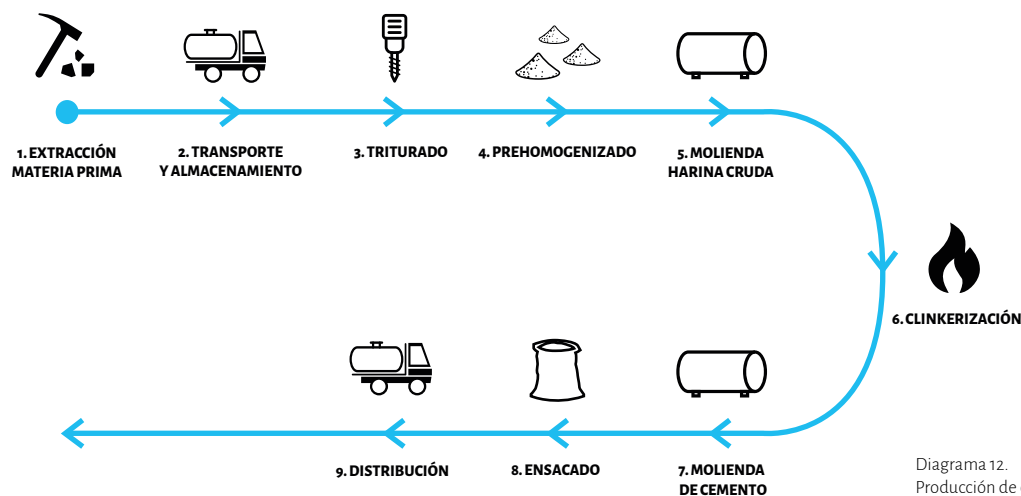 1. EXTRACCIÓN
MATERIA PRIMA
2. TRANSPORTE
Y ALMACENAMIENTO
3. TRITURADO
4. PREHOMOGENIZADO
5. MOLIENDA
HARINA CRUDA
6. CLINKERIZACIÓN
7. MOLIENDA
DE CEMENTO
8. ENSACADO
9. DISTRIBUCIÓN
Diagrama 12.
Producción de